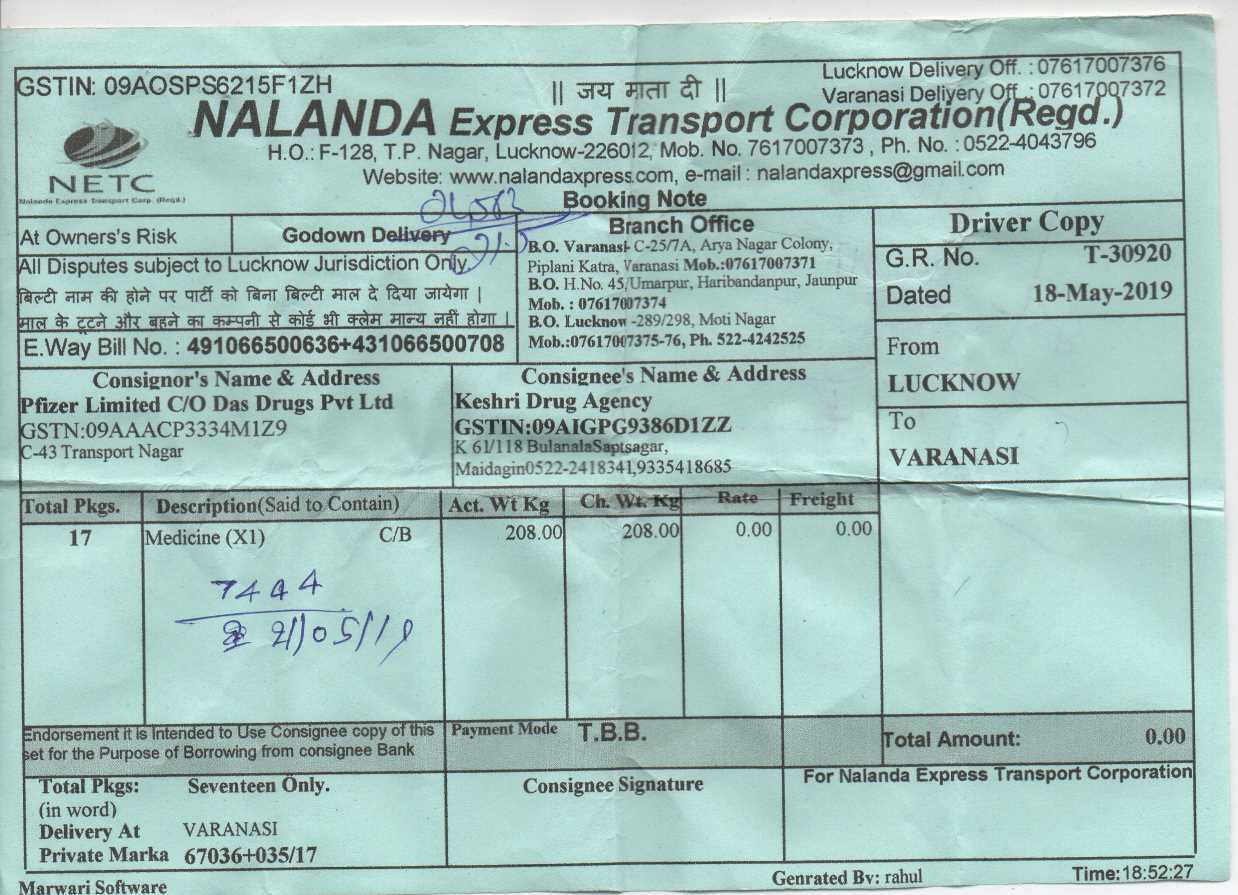 GSTIN: 09AOSPS6215F1ZH
|| जय माता दी ||
Lucknow Delivery Off. : 07617007376
Varanasi Delivery Off. : 07617007372
NALANDA Express Transport Corporation(Regd.)
H.O.: F-128, T.P. Nagar, Lucknow-226012, Mob. No. 7617007373 , Ph. No. : 0522-4043796
Website: www.nalandaxpress.com, e-mail : nalandaxpress@gmail.com
NETC
Nalanda Express Transport Corp. (Regd.)
Booking Note
At Owners's Risk
Godown Delivery
All Disputes subject to Lucknow Jurisdiction Only
बिल्टी नाम की होने पर पार्टी को बिना बिल्टी माल दे दिया जायेगा |
माल के टूटने और बहने का कम्पनी से कोई भी क्लेम मान्य नहीं होगा |
E.Way Bill No. : 491066500636+431066500708
Branch Office
B.O. Varanasi- C-25/7A, Arya Nagar Colony,
Piplani Katra, Varanasi Mob.:07617007371
B.O. H.No. 45/Umarpur, Haribandanpur, Jaunpur
Mob. : 07617007374
B.O. Lucknow -289/298, Moti Nagar
Mob.:07617007375-76, Ph. 522-4242525
Driver Copy
G.R. No. T-30920
Dated 18-May-2019
From
LUCKNOW
To
VARANASI
Consignor's Name & Address
Pfizer Limited C/O Das Drugs Pvt Ltd
GSTN:09AAACP3334M1Z9
C-43 Transport Nagar
Consignee's Name & Address
Keshri Drug Agency
GSTIN:09AIGPG9386D1ZZ
K 61/118 BulanalaSaptsagar,
Maidagin0522-2418341,9335418685
Total Pkgs. Description(Said to Contain) Act. Wt Kg Ch. Wt. Kg Rate Freight
17 Medicine (X1) C/B 208.00 208.00 0.00 0.00
7444
21/05/19
Endorsement it is Intended to Use Consignee copy of this
set for the Purpose of Borrowing from consignee Bank
Payment Mode T.B.B.
Total Amount: 0.00
Total Pkgs: Seventeen Only.
(in word)
Delivery At VARANASI
Private Marka 67036+035/17
Consignee Signature
For Nalanda Express Transport Corporation
Marwari Software
Genrated By: rahul
Time:18:52:27